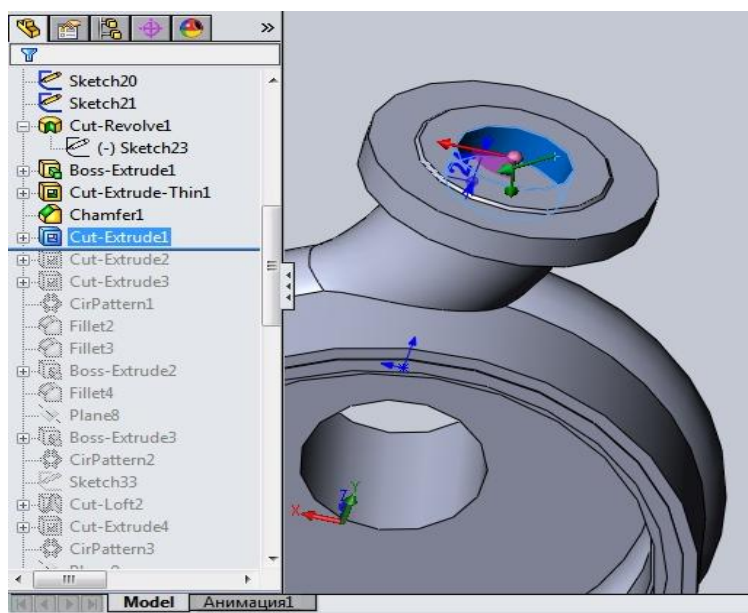 »
Sketch20
Sketch21
Cut-Revolve1
(-) Sketch23
Boss-Extrude1
Cut-Extrude-Thin1
Chamfer1
Cut-Extrude1
Cut-Extrude2
Cut-Extrude3
CirPattern1
Fillet2
Fillet3
Boss-Extrude2
Fillet4
Plane8
Boss-Extrude3
CirPattern2
Sketch33
Cut-Loft2
Cut-Extrude4
CirPattern3
X Z Y
Model Анимация1